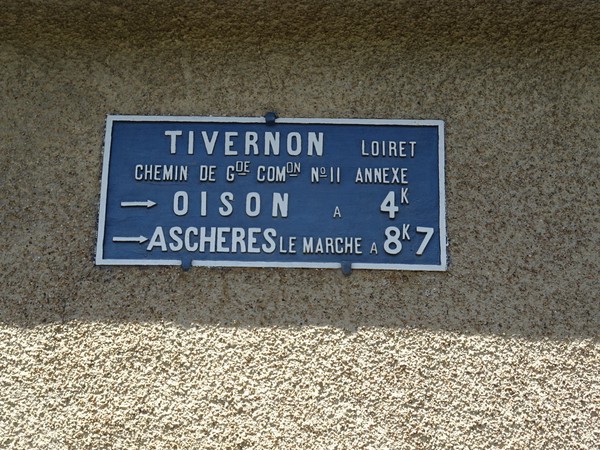 TIVERNON LOIRET
CHEMIN DE GDE COMON No 11 ANNEXE
→ OISON A 4K
→ ASCHERES LE MARCHE A 8K7